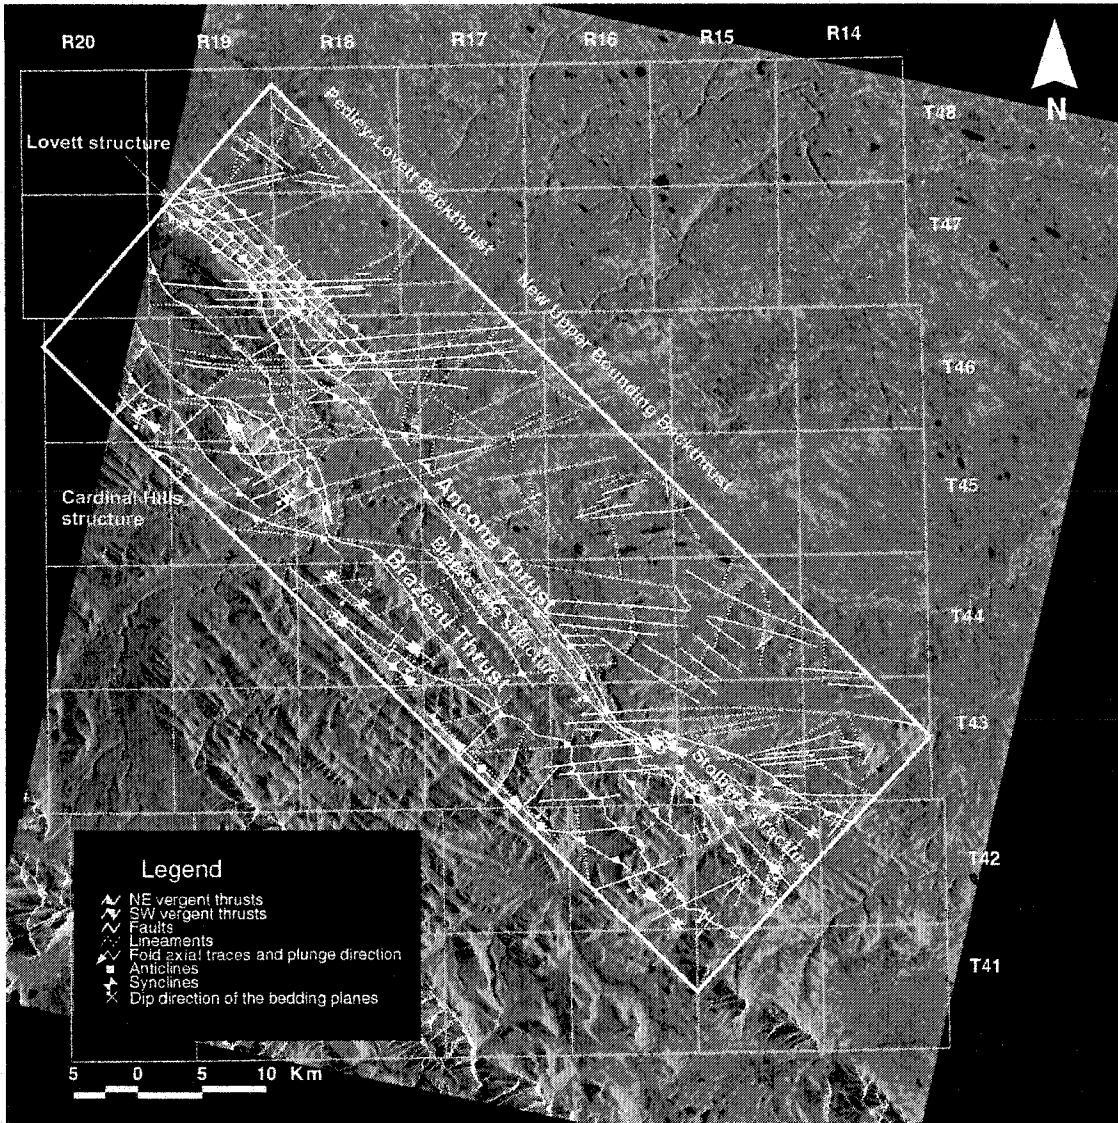 R20
R19
R18
R17
R16
R15
R14
N
T48
T47
T46
T45
T44
T43
T42
T41
Lovett structure
Pedley-Lovett Backthrust
New Upper Bounding Backthrust
Cardinal Hills
structure
Ancona Thrust
Blackstone structure
Brazeau Thrust
Stolberg structure
Legend
NE vergent thrusts
SW vergent thrusts
Faults
Lineaments
Fold axial traces and plunge direction
Anticlines
Synclines
Dip direction of the bedding planes
5 0 5 10 Km